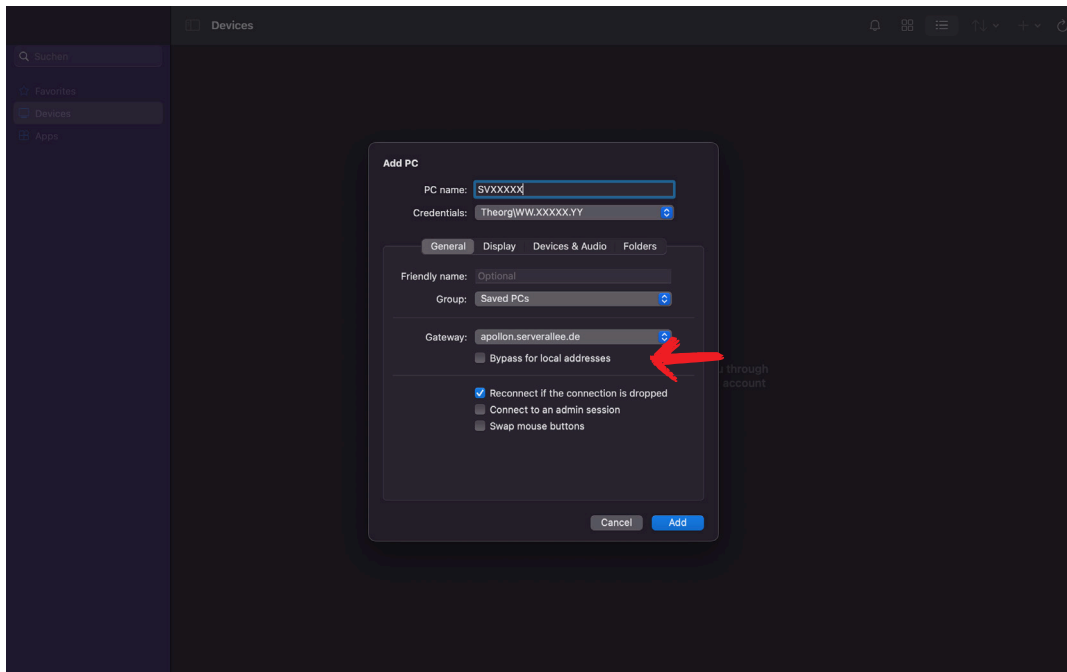 Devices
Suchen
Favorites
Devices
Apps
Add PC
PC name: SVXXXXX
Credentials: Theorg\WW.XXXXX.YY
General Display Devices & Audio Folders
Friendly name: Optional
Group: Saved PCs
Gateway: apollon.serverallee.de
Bypass for local addresses
through
account
Reconnect if the connection is dropped
Connect to an admin session
Swap mouse buttons
Cancel Add